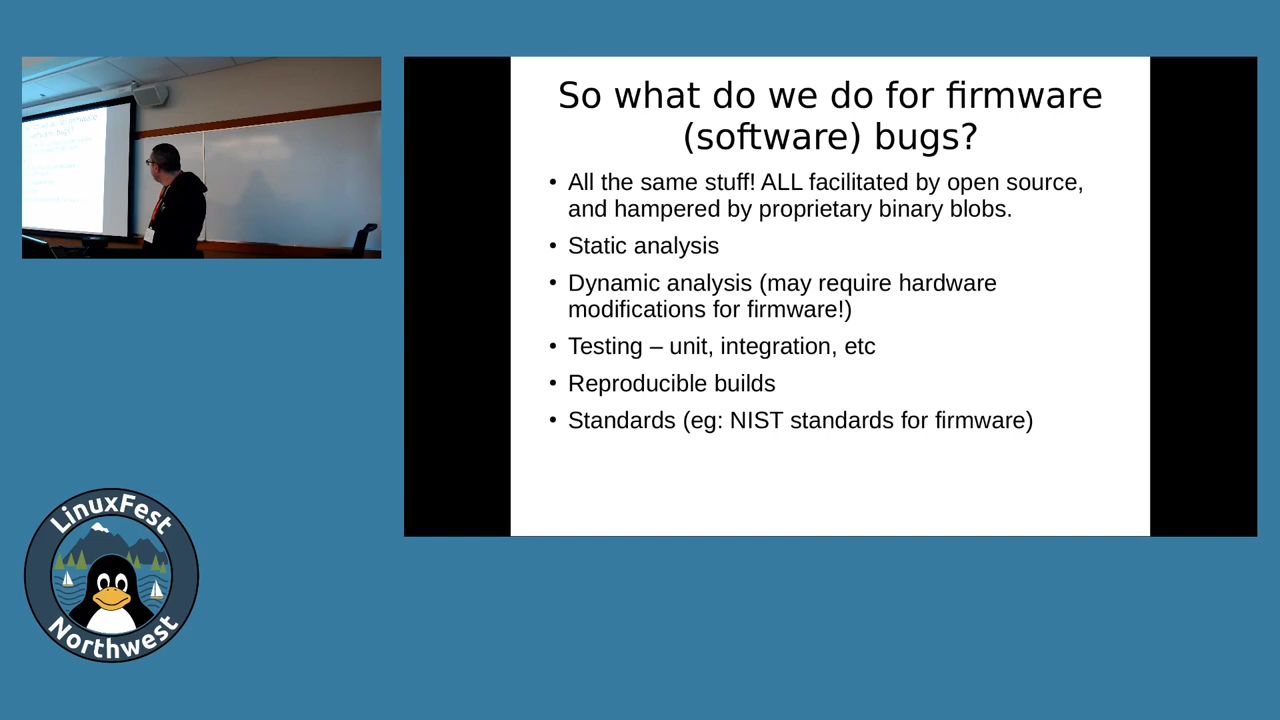 So what do we do for firmware
(software) bugs?
• All the same stuff! ALL facilitated by open source,
and hampered by proprietary binary blobs.
• Static analysis
• Dynamic analysis (may require hardware
modifications for firmware!)
• Testing – unit, integration, etc
• Reproducible builds
• Standards (eg: NIST standards for firmware)
LinuxFest
Northwest